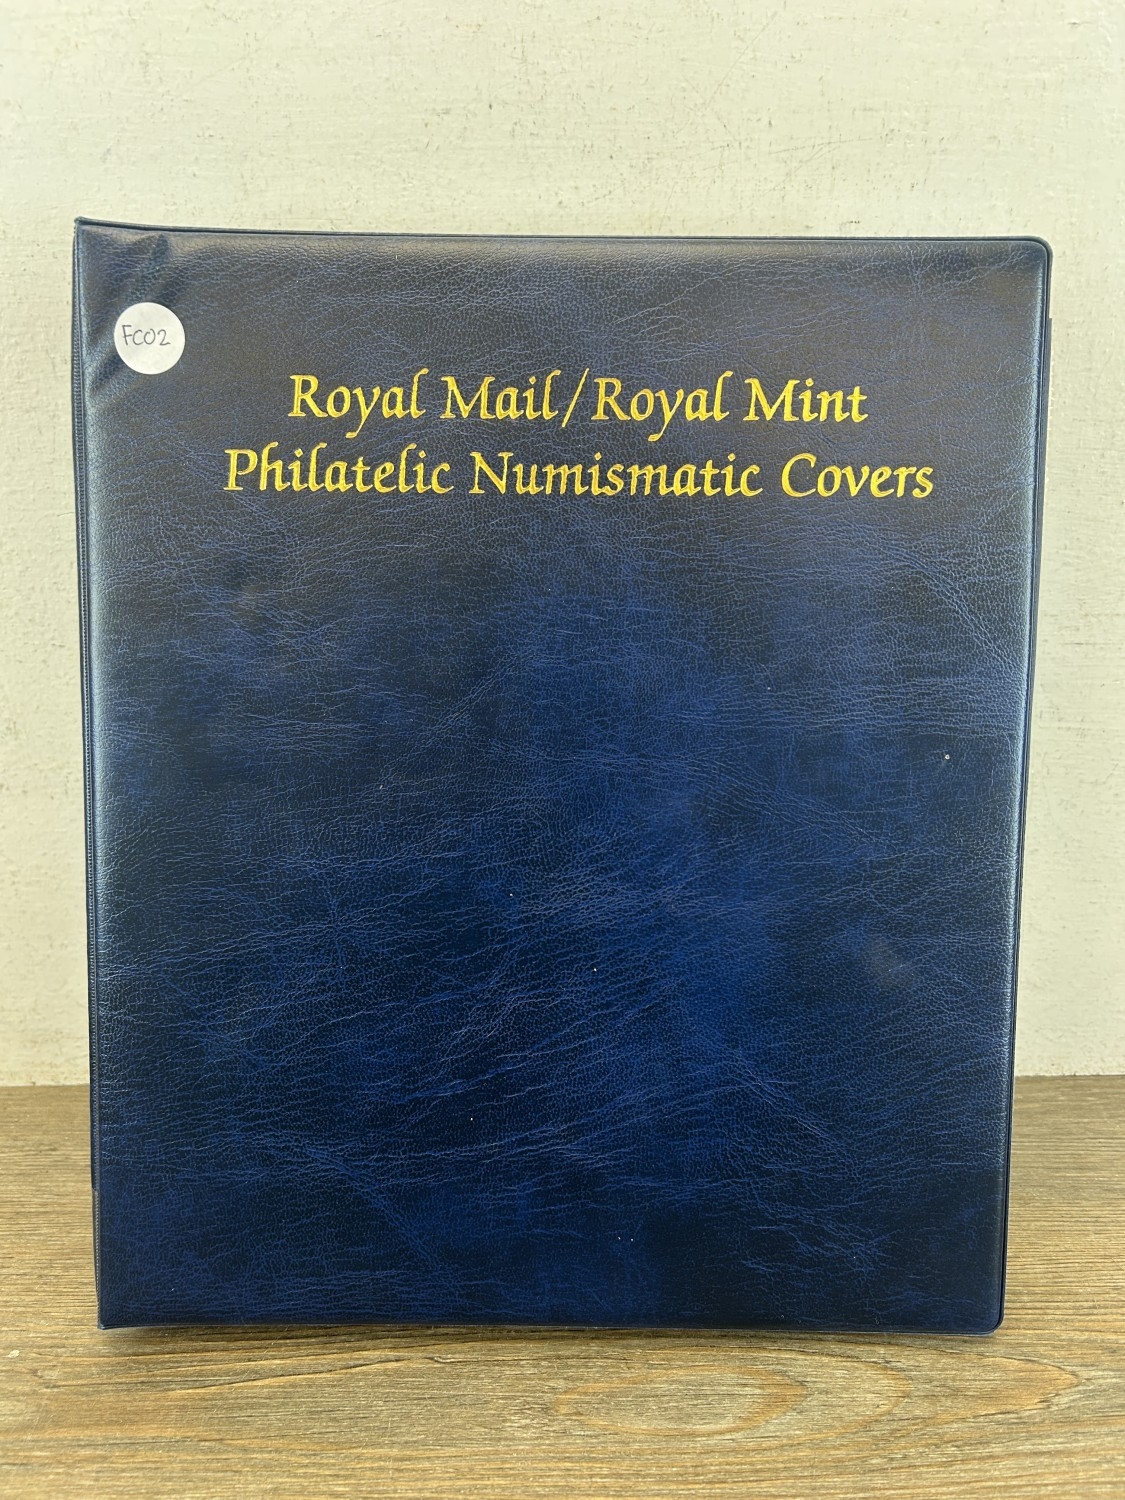 FC02
Royal Mail/Royal Mint
Philatelic Numismatic Covers